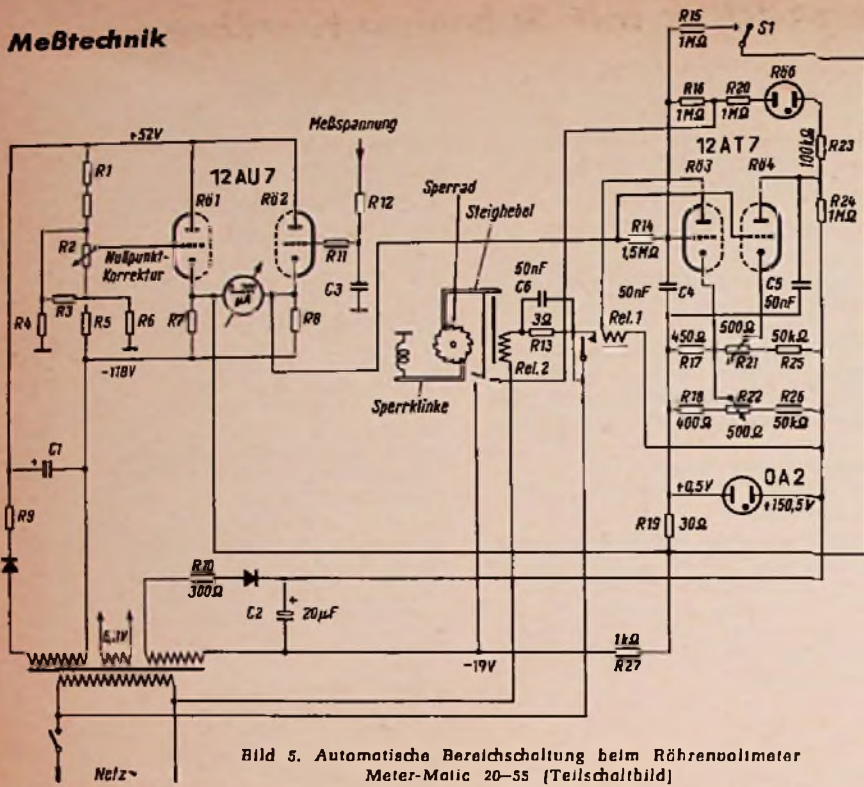 Meßtechnik
R15
1MΩ
S1
R16
1MΩ
R20
1MΩ
Rö6
+52V
Meßspannung
12AU7
12AT7
R1
Rö1
Rö2
R12
Sperrad
Steighebel
Rö3
Rö4
100kΩ
R23
R24
1MΩ
R2
Nullpunkt-
Korrektur
R11
R14
1,5MΩ
µA
C3
50nF
C6
50nF
C4
C5
50nF
R3
R4
R5
R6
R7
R8
3Ω
R13
Rel.1
Rel.2
450Ω
R17
500Ω
R21
50kΩ
R25
-118V
Sperrklinke
R18
400Ω
R22
500Ω
R26
50kΩ
C1
+0,5V
0A2
+150,5V
R9
R19
30Ω
R10
300Ω
C2
20µF
6,3V
-19V
1kΩ
R27
Netz~
Bild 5. Automatische Bereichschaltung beim Röhrenvoltmeter
Meter-Matic 20–55 (Teilschaltbild)